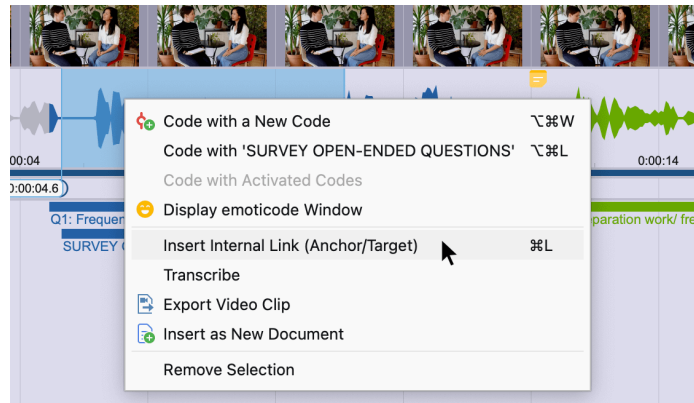 Code with a New Code ⌥⌘W
0:00:04
Code with 'SURVEY OPEN-ENDED QUESTIONS' ⌥⌘L
0:00:14
Code with Activated Codes
0:00:04.6
Display emoticode Window
Q1: Frequen
paration work/ fre
SURVEY
Insert Internal Link (Anchor/Target) ⌘L
Transcribe
Export Video Clip
Insert as New Document
Remove Selection